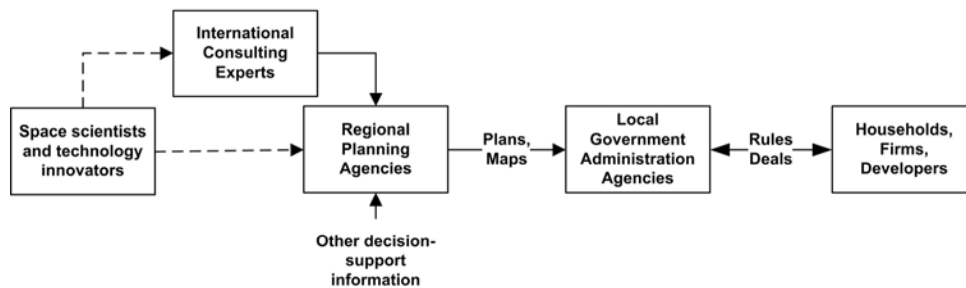 International
Consulting
Experts
Space scientists
and technology
innovators
Regional
Planning
Agencies
Plans,
Maps
Local
Government
Administration
Agencies
Rules
Deals
Households,
Firms,
Developers
Other decision-
support
information